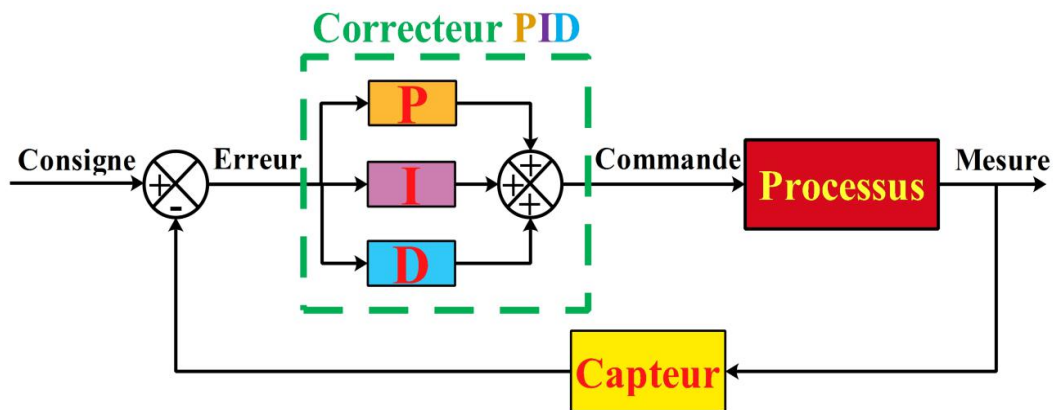 Correcteur PID
P
Consigne
+
-
Erreur
I
+
+
+
Commande
Processus
Mesure
D
Capteur